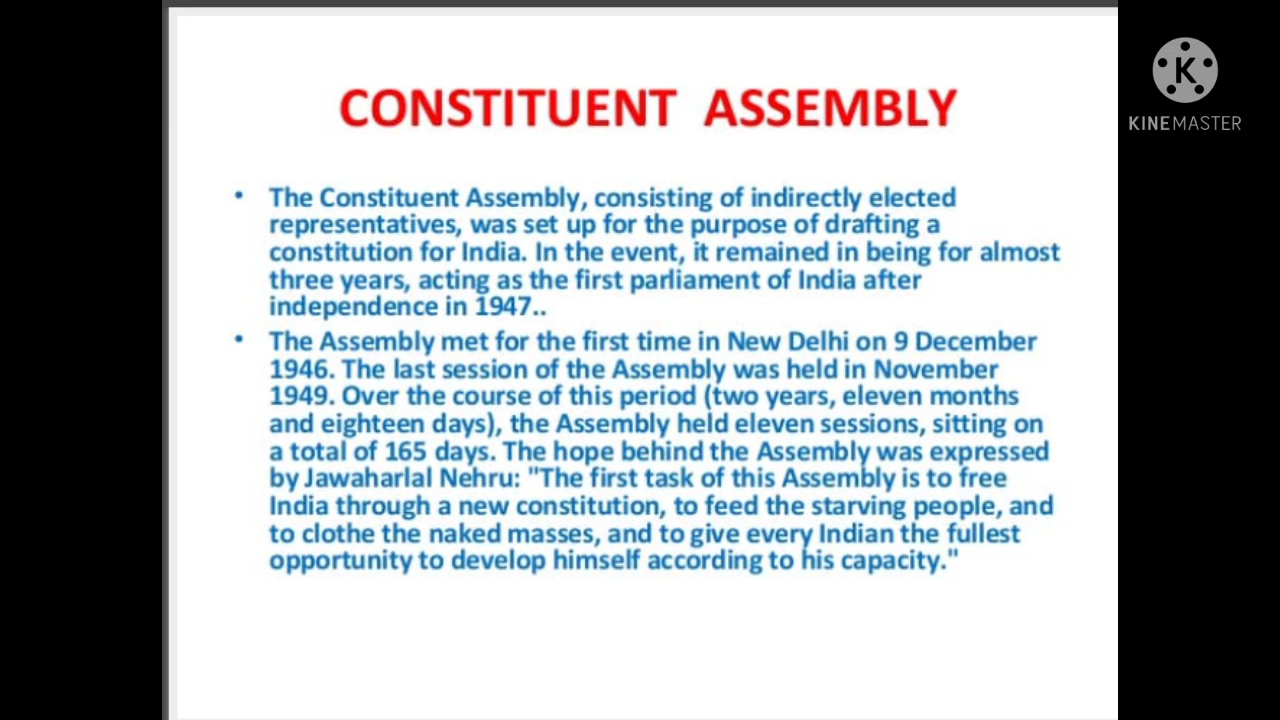 CONSTITUENT ASSEMBLY
K
KINEMASTER
• The Constituent Assembly, consisting of indirectly elected
representatives, was set up for the purpose of drafting a
constitution for India. In the event, it remained in being for almost
three years, acting as the first parliament of India after
independence in 1947..
• The Assembly met for the first time in New Delhi on 9 December
1946. The last session of the Assembly was held in November
1949. Over the course of this period (two years, eleven months
and eighteen days), the Assembly held eleven sessions, sitting on
a total of 165 days. The hope behind the Assembly was expressed
by Jawaharlal Nehru: "The first task of this Assembly is to free
India through a new constitution, to feed the starving people, and
to clothe the naked masses, and to give every Indian the fullest
opportunity to develop himself according to his capacity."